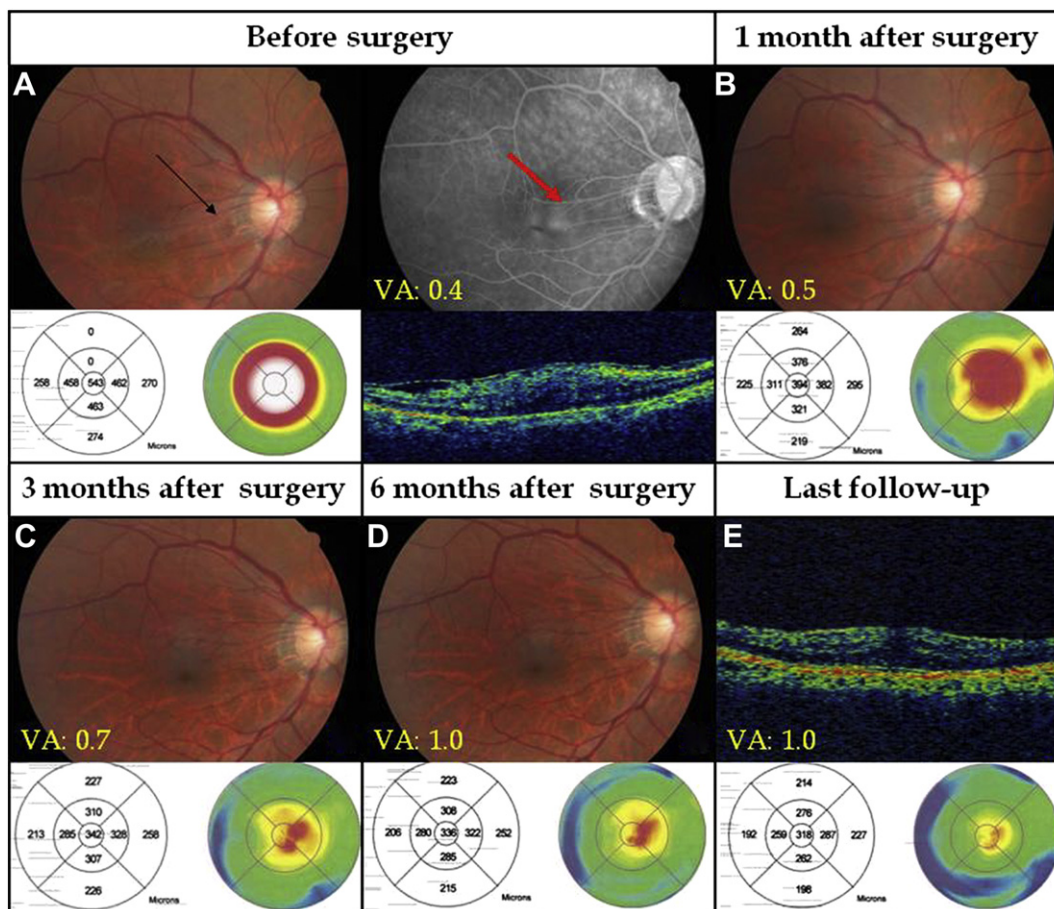 Before surgery
1 month after surgery
A
B
VA: 0.4
VA: 0.5
0
0
258 458 543 462 270
463
274
Microns
264
376
225 311 394 382 295
321
219
Microns
3 months after surgery
6 months after surgery
Last follow-up
C
D
E
VA: 0.7
VA: 1.0
VA: 1.0
227
310
213 285 342 328 258
307
226
Microns
223
308
206 280 336 322 252
285
215
Microns
214
276
192 259 318 287 227
262
198
Microns